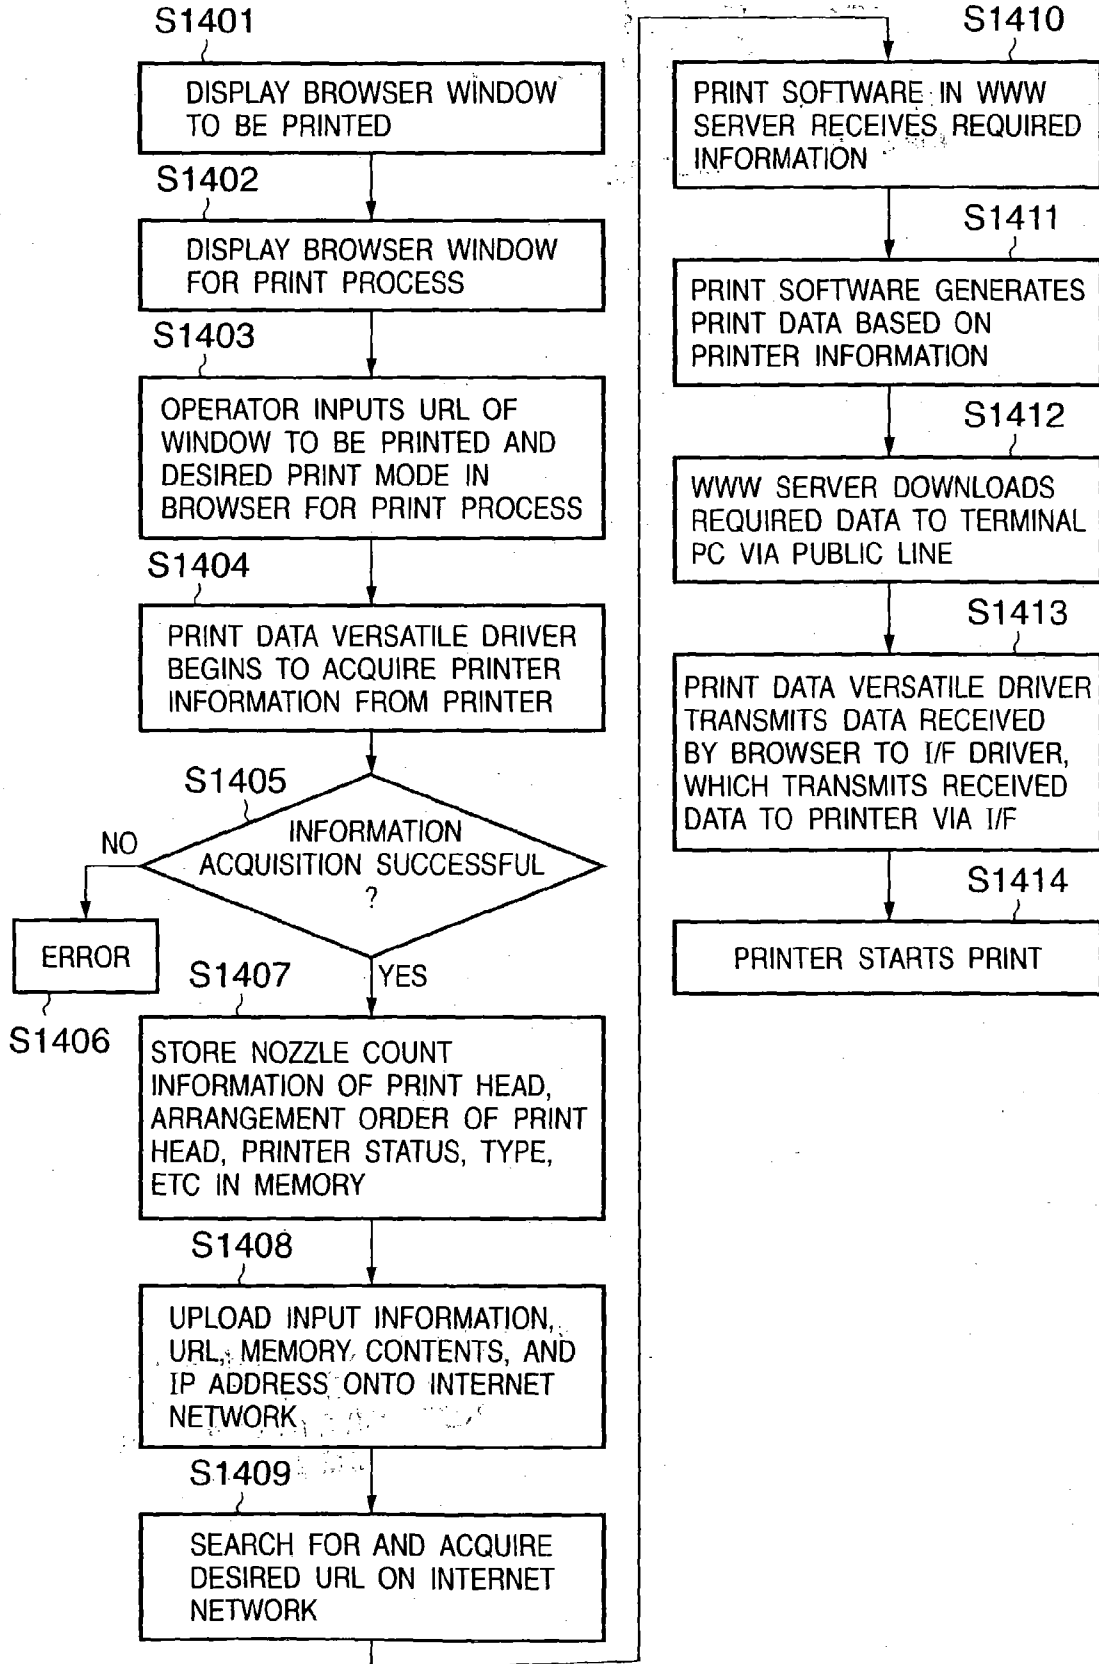 S1401
DISPLAY BROWSER WINDOW
TO BE PRINTED
S1402
DISPLAY BROWSER WINDOW
FOR PRINT PROCESS
S1403
OPERATOR INPUTS URL OF
WINDOW TO BE PRINTED AND
DESIRED PRINT MODE IN
BROWSER FOR PRINT PROCESS
S1404
PRINT DATA VERSATILE DRIVER
BEGINS TO ACQUIRE PRINTER
INFORMATION FROM PRINTER
S1405
INFORMATION
ACQUISITION SUCCESSFUL
?
NO
ERROR
S1406
YES
S1407
STORE NOZZLE COUNT
INFORMATION OF PRINT HEAD,
ARRANGEMENT ORDER OF PRINT
HEAD, PRINTER STATUS, TYPE,
ETC IN MEMORY
S1408
UPLOAD INPUT INFORMATION,
URL, MEMORY CONTENTS, AND
IP ADDRESS ONTO INTERNET
NETWORK
S1409
SEARCH FOR AND ACQUIRE
DESIRED URL ON INTERNET
NETWORK
S1410
PRINT SOFTWARE IN WWW
SERVER RECEIVES REQUIRED
INFORMATION
S1411
PRINT SOFTWARE GENERATES
PRINT DATA BASED ON
PRINTER INFORMATION
S1412
WWW SERVER DOWNLOADS
REQUIRED DATA TO TERMINAL
PC VIA PUBLIC LINE
S1413
PRINT DATA VERSATILE DRIVER
TRANSMITS DATA RECEIVED
BY BROWSER TO I/F DRIVER,
WHICH TRANSMITS RECEIVED
DATA TO PRINTER VIA I/F
S1414
PRINTER STARTS PRINT